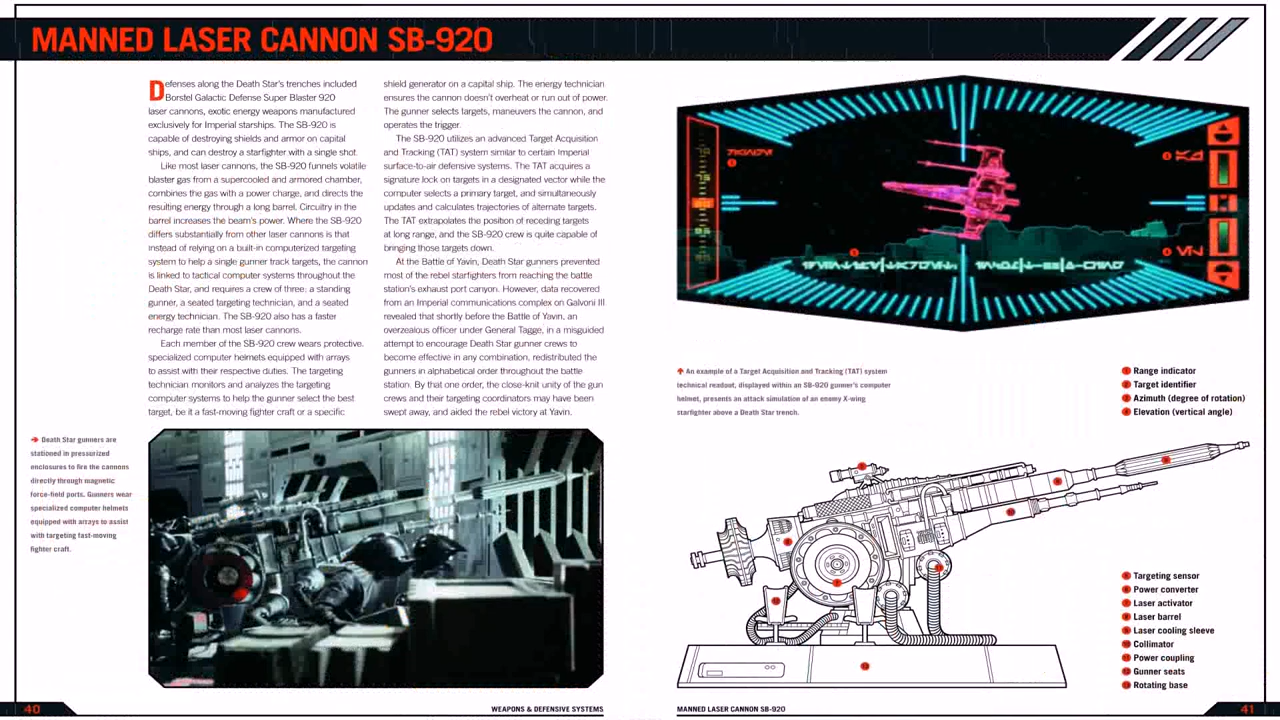 MANNED LASER CANNON SB-920
Defenses along the Death Star's trenches included
Borstel Galactic Defense Super Blaster 920
laser cannons, exotic energy weapons manufactured
exclusively for Imperial starships. The SB-920 is
capable of destroying shields and armor on capital
ships, and can destroy a starfighter with a single shot.
Like most laser cannons, the SB-920 funnels volatile
blaster gas from a supercooled and armored chamber,
combines the gas with a power charge, and directs the
resulting energy through a long barrel. Circuitry in the
barrel increases the beam's power. Where the SB-920
differs substantially from other laser cannons is that
instead of relying on a built-in computerized targeting
system to help a single gunner track targets, the cannon
is linked to tactical computer systems throughout the
Death Star, and requires a crew of three: a standing
gunner, a seated targeting technician, and a seated
energy technician. The SB-920 also has a faster
recharge rate than most laser cannons.
Each member of the SB-920 crew wears protective,
specialized computer helmets equipped with arrays
to assist with their respective duties. The targeting
technician monitors and analyzes the targeting
computer systems to help the gunner select the best
target, be it a fast-moving fighter craft or a specific
shield generator on a capital ship. The energy technician
ensures the cannon doesn't overheat or run out of power.
The gunner selects targets, maneuvers the cannon, and
operates the trigger.
The SB-920 utilizes an advanced Target Acquisition
and Tracking (TAT) system similar to certain Imperial
surface-to-air defensive systems. The TAT acquires a
signature lock on targets in a designated vector while the
computer selects a primary target, and simultaneously
updates and calculates trajectories of alternate targets.
The TAT extrapolates the position of receding targets
at long range, and the SB-920 crew is quite capable of
bringing those targets down.
At the Battle of Yavin, Death Star gunners prevented
most of the rebel starfighters from reaching the battle
station's exhaust port canyon. However, data recovered
from an Imperial communications complex on Galvoni III
revealed that shortly before the Battle of Yavin, an
overzealous officer under General Tagge, in a misguided
attempt to encourage Death Star gunner crews to
become effective in any combination, redistributed the
gunners in alphabetical order throughout the battle
station. By that one order, the close-knit unity of the gun
crews and their targeting coordinators may have been
swept away, and aided the rebel victory at Yavin.
Death Star gunners are
stationed in pressurized
enclosures to fire the cannons
directly through magnetic
force-field ports. Gunners wear
specialized computer helmets
equipped with arrays to assist
with targeting fast-moving
fighter craft.
An example of a Target Acquisition and Tracking (TAT) system
technical readout, displayed within an SB-920 gunner's computer
helmet, presents an attack simulation of an enemy X-wing
starfighter above a Death Star trench.
1 Range indicator
2 Target identifier
3 Azimuth (degree of rotation)
4 Elevation (vertical angle)
5 Targeting sensor
6 Power converter
7 Laser activator
8 Laser barrel
9 Laser cooling sleeve
10 Collimator
11 Power coupling
12 Gunner seats
13 Rotating base
40
WEAPONS & DEFENSIVE SYSTEMS
MANNED LASER CANNON SB-920
41